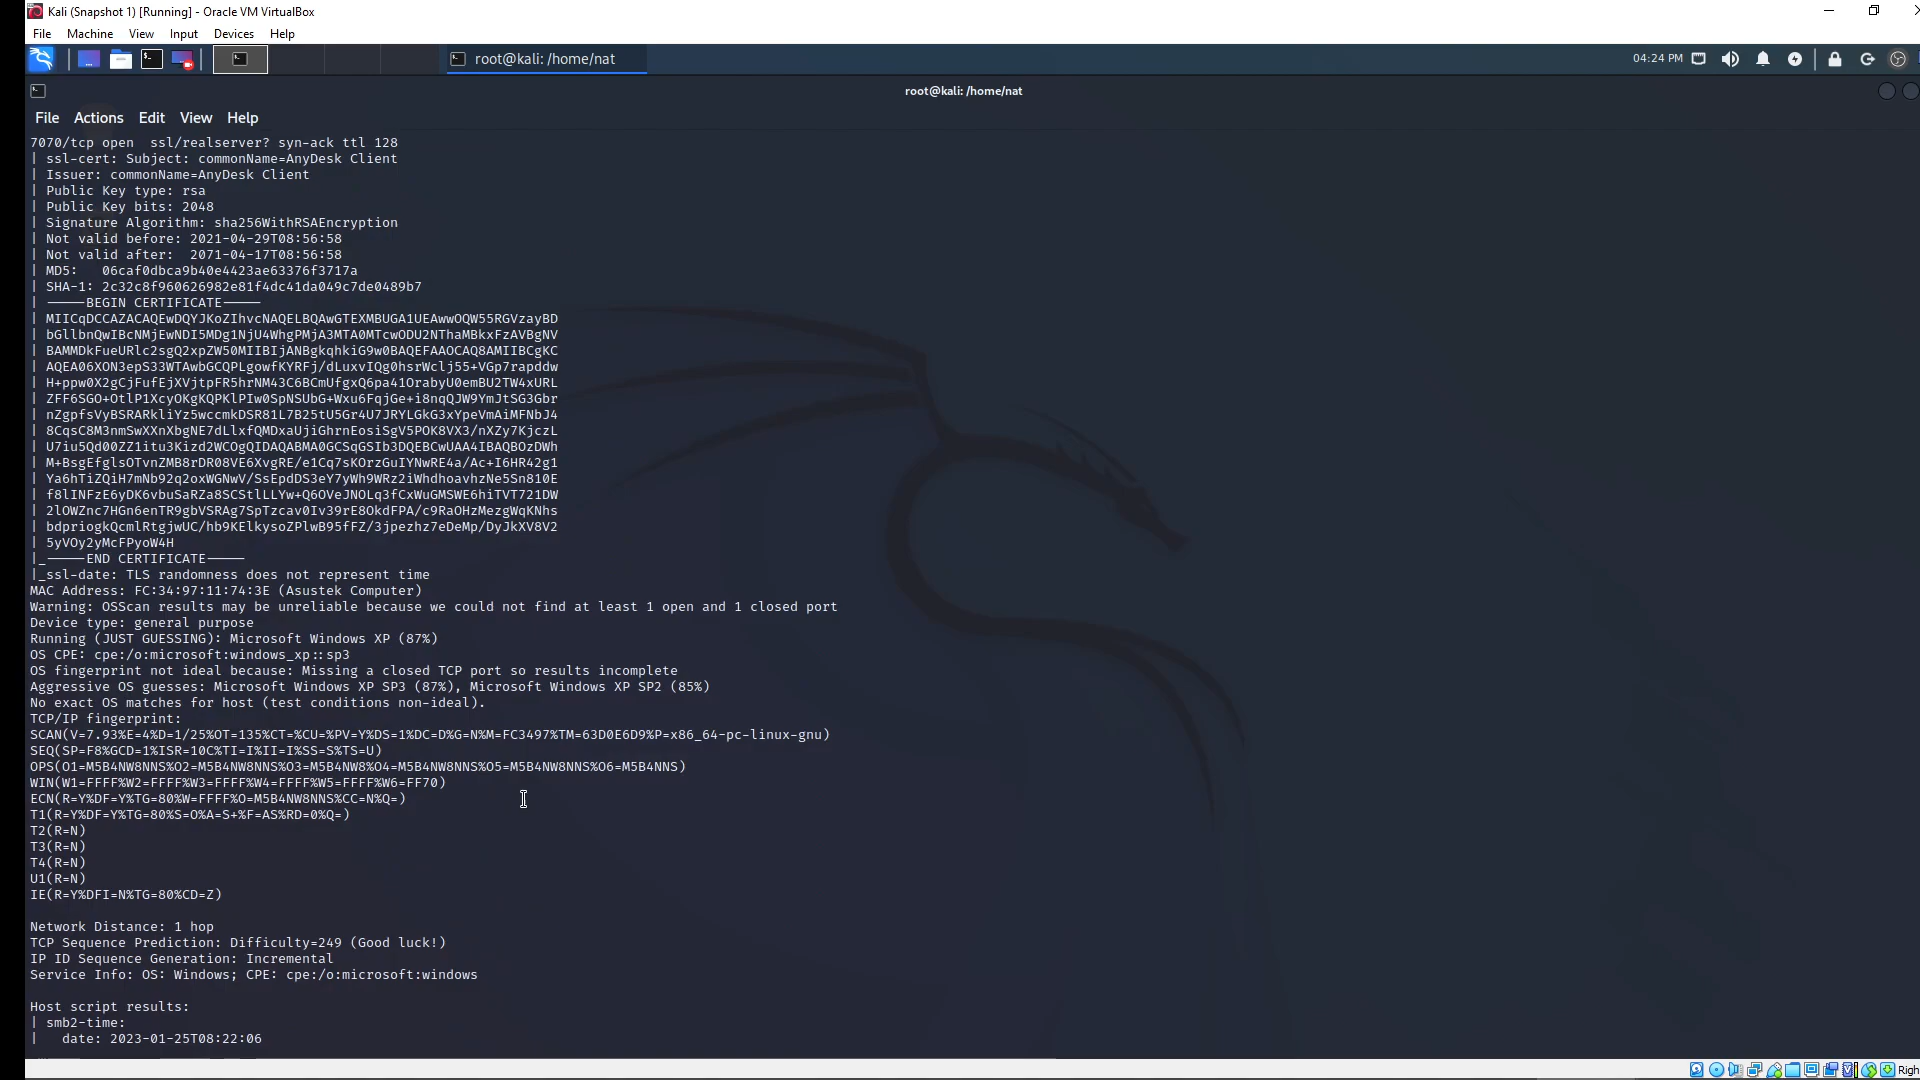 Kali (Snapshot 1) [Running] - Oracle VM VirtualBox
File Machine View Input Devices Help
root@kali: /home/nat
04:24 PM
root@kali: /home/nat
File Actions Edit View Help
7070/tcp open  ssl/realserver? syn-ack ttl 128
| ssl-cert: Subject: commonName=AnyDesk Client
| Issuer: commonName=AnyDesk Client
| Public Key type: rsa
| Public Key bits: 2048
| Signature Algorithm: sha256WithRSAEncryption
| Not valid before: 2021-04-29T08:56:58
| Not valid after:  2071-04-17T08:56:58
| MD5:   06caf0dbca9b40e4423ae63376f3717a
| SHA-1: 2c32c8f960626982e81f4dc41da049c7de0489b7
| -----BEGIN CERTIFICATE-----
| MIICqDCCAZACAQEwDQYJKoZIhvcNAQELBQAwGTEXMBUGA1UEAwwOQW55RGVzayBD
| bGllbnQwIBcNMjEwNDI5MDg1NjU4WhgPMjA3MTA0MTcwODU2NThaMBkxFzAVBgNV
| BAMMDkFueURlc2sgQ2xpZW50MIIBIjANBgkqhkiG9w0BAQEFAAOCAQ8AMIIBCgKC
| AQEA06XON3epS33WTAwbGCQPLgowfKYRFj/dLuxvIQg0hsrWclj55+VGp7rapddw
| H+ppw0X2gCjFufEjXVjtpFR5hrNM43C6BCmUfgxQ6pa41OrabyU0emBU2TW4xURL
| ZFF6SGO+OtlP1XcyOKgKQPKlPIw0SpNSUbG+Wxu6FqjGe+i8nqQJW9YmJtSG3Gbr
| nZgpfsVyBSRARkliYz5wccmkDSR81L7B25tU5Gr4U7JRYLGkG3xYpeVmAiMFNbJ4
| 8CqsC8M3nmSwXXnXbgNE7dLlxfQMDxaUjiGhrnEosiSgV5POK8VX3/nXZy7KjczL
| U7iu5Qd00ZZ1itu3Kizd2WCOgQIDAQABMA0GCSqGSIb3DQEBCwUAA4IBAQBOzDWh
| M+BsgEfglsOTvnZMB8rDR08VE6XvgRE/e1Cq7sKOrzGuIYNwRE4a/Ac+I6HR42g1
| Ya6hTiZQiH7mNb92q2oxWGNwV/SsEpdDS3eY7yWh9WRz2iWhdhoavhzNe5Sn810E
| f8lINFzE6yDK6vbuSaRZa8SCStlLLYw+Q6OVeJNOLq3fCxWuGMSWE6hiTVT721DW
| 2lOWZnc7HGn6enTR9gbVSRAg7SpTzcav0Iv39rE8OkdFPA/c9RaOHzMezgWqKNhs
| bdpriogkQcmlRtgjwUC/hb9KElkysoZPlwB95fFZ/3jpezhz7eDeMp/DyJkXV8V2
| 5yVOy2yMcFPyoW4H
|_-----END CERTIFICATE-----
|_ssl-date: TLS randomness does not represent time
MAC Address: FC:34:97:11:74:3E (Asustek Computer)
Warning: OSScan results may be unreliable because we could not find at least 1 open and 1 closed port
Device type: general purpose
Running (JUST GUESSING): Microsoft Windows XP (87%)
OS CPE: cpe:/o:microsoft:windows_xp::sp3
OS fingerprint not ideal because: Missing a closed TCP port so results incomplete
Aggressive OS guesses: Microsoft Windows XP SP3 (87%), Microsoft Windows XP SP2 (85%)
No exact OS matches for host (test conditions non-ideal).
TCP/IP fingerprint:
SCAN(V=7.93%E=4%D=1/25%OT=135%CT=%CU=%PV=Y%DS=1%DC=D%G=N%M=FC3497%TM=63D0E6D9%P=x86_64-pc-linux-gnu)
SEQ(SP=F8%GCD=1%ISR=10C%TI=I%II=I%SS=S%TS=U)
OPS(O1=M5B4NW8NNS%O2=M5B4NW8NNS%O3=M5B4NW8%O4=M5B4NW8NNS%O5=M5B4NW8NNS%O6=M5B4NNS)
WIN(W1=FFFF%W2=FFFF%W3=FFFF%W4=FFFF%W5=FFFF%W6=FF70)
ECN(R=Y%DF=Y%TG=80%W=FFFF%O=M5B4NW8NNS%CC=N%Q=)
T1(R=Y%DF=Y%TG=80%S=O%A=S+%F=AS%RD=0%Q=)
T2(R=N)
T3(R=N)
T4(R=N)
U1(R=N)
IE(R=Y%DFI=N%TG=80%CD=Z)
Network Distance: 1 hop
TCP Sequence Prediction: Difficulty=249 (Good luck!)
IP ID Sequence Generation: Incremental
Service Info: OS: Windows; CPE: cpe:/o:microsoft:windows
Host script results:
| smb2-time:
|   date: 2023-01-25T08:22:06
Righ